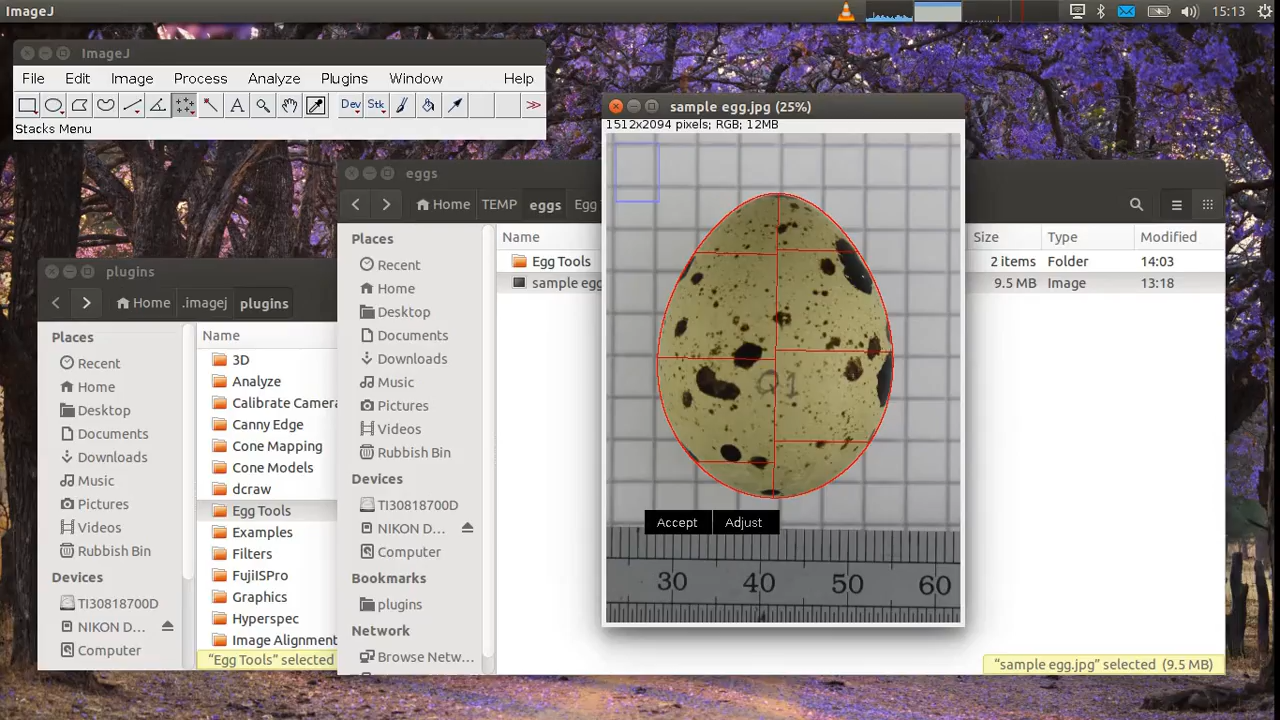 ImageJ
15:13
ImageJ
File Edit Image Process Analyze Plugins Window Help
Dev Stk
Stacks Menu
sample egg.jpg (25%)
1512x2094 pixels; RGB; 12MB
Q1
Accept Adjust
30 40 50 60
eggs
Home TEMP eggs Egg
Places
Recent
Home
Desktop
Documents
Downloads
Music
Pictures
Videos
Rubbish Bin
Devices
TI30818700D
NIKON D...
Computer
Bookmarks
plugins
Network
Browse Netw...
Name Size Type Modified
Egg Tools 2 items Folder 14:03
sample egg 9.5 MB Image 13:18
"sample egg.jpg" selected (9.5 MB)
plugins
Home .imagej plugins
Places
Recent
Home
Desktop
Documents
Downloads
Music
Pictures
Videos
Rubbish Bin
Devices
TI30818700D
NIKON D...
Computer
Name
3D
Analyze
Calibrate Camera
Canny Edge
Cone Mapping
Cone Models
dcraw
Egg Tools
Examples
Filters
FujiISPro
Graphics
Hyperspec
Image Alignment
"Egg Tools" selected